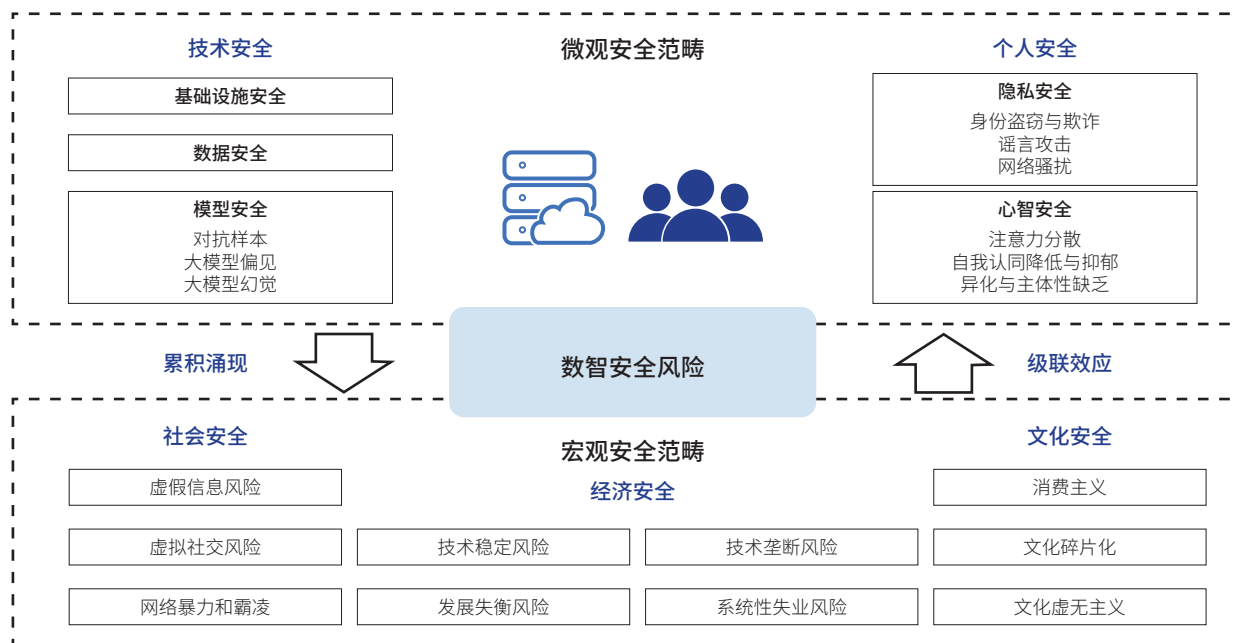 微观安全范畴
技术安全
基础设施安全
数据安全
模型安全
对抗样本
大模型偏见
大模型幻觉
个人安全
隐私安全
身份盗窃与欺诈
谣言攻击
网络骚扰
心智安全
注意力分散
自我认同降低与抑郁
异化与主体性缺乏
累积涌现
数智安全风险
级联效应
宏观安全范畴
社会安全
虚假信息风险
虚拟社交风险
网络暴力和霸凌
经济安全
技术稳定风险
技术垄断风险
发展失衡风险
系统性失业风险
文化安全
消费主义
文化碎片化
文化虚无主义